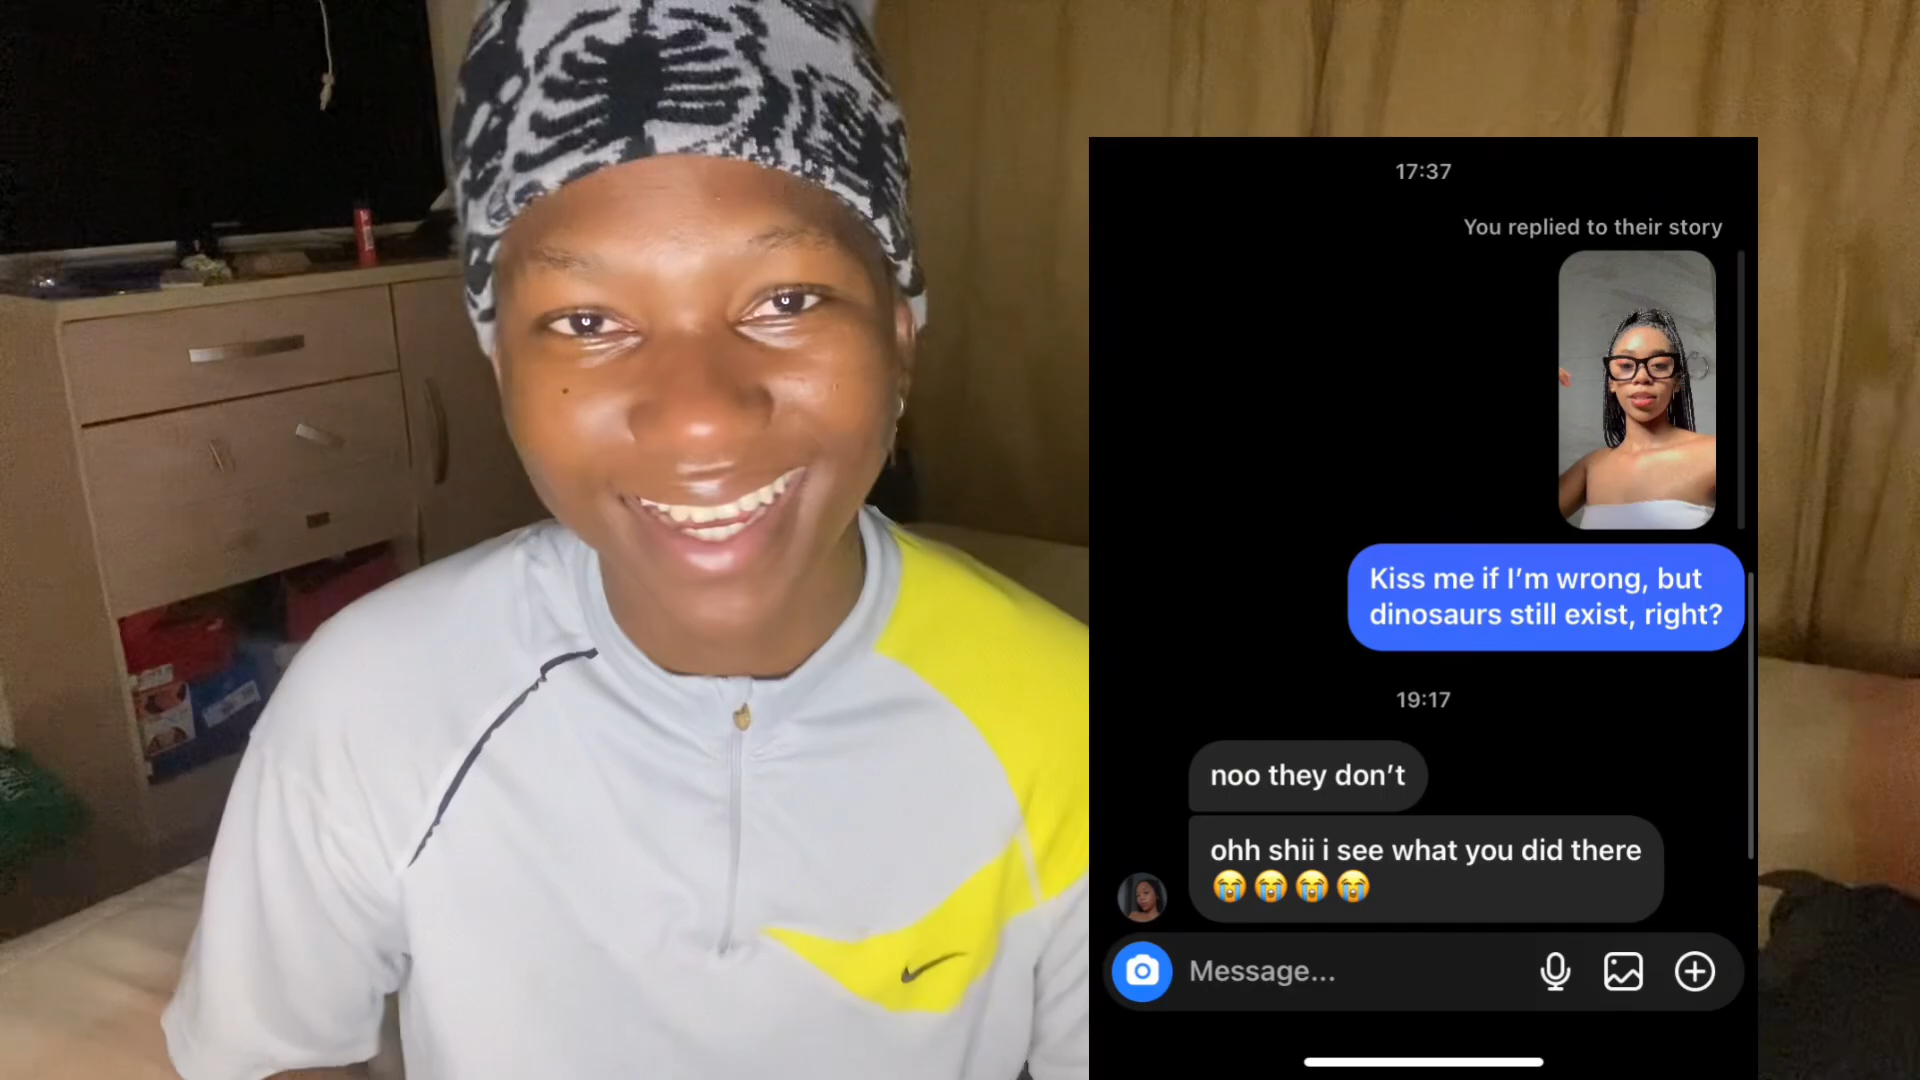 17:37
You replied to their story
Kiss me if I’m wrong, but
dinosaurs still exist, right?
19:17
noo they don’t
ohh shii i see what you did there
😭😭😭😭
Message...